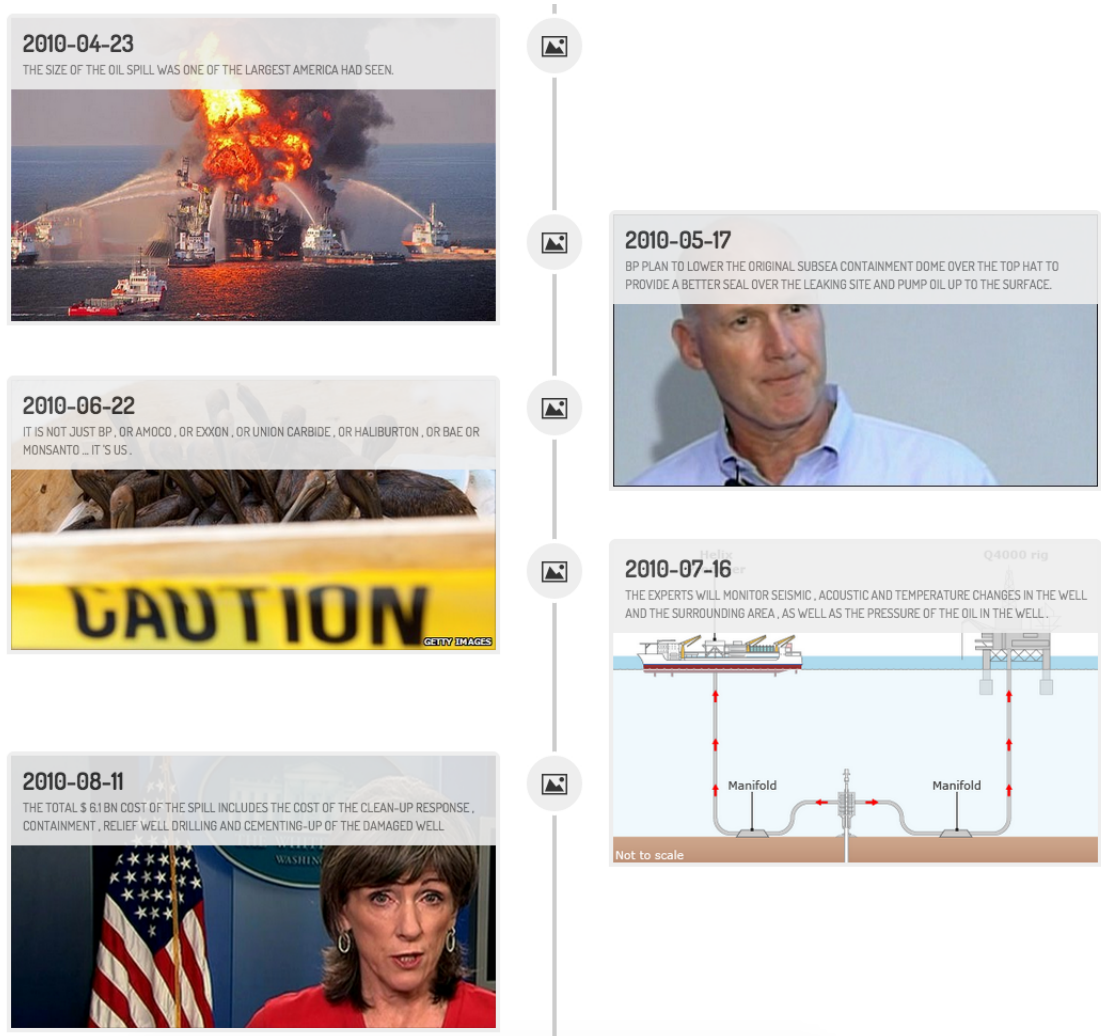 2010-04-23
THE SIZE OF THE OIL SPILL WAS ONE OF THE LARGEST AMERICA HAD SEEN.
2010-05-17
BP PLAN TO LOWER THE ORIGINAL SUBSEA CONTAINMENT DOME OVER THE TOP HAT TO
PROVIDE A BETTER SEAL OVER THE LEAKING SITE AND PUMP OIL UP TO THE SURFACE.
2010-06-22
IT IS NOT JUST BP , OR AMOCO , OR EXXON , OR UNION CARBIDE , OR HALIBURTON , OR BAE OR
MONSANTO ... IT 'S US .
CAUTION
GETTY IMAGES
Helix
Q4000 rig
2010-07-16
THE EXPERTS WILL MONITOR SEISMIC , ACOUSTIC AND TEMPERATURE CHANGES IN THE WELL
AND THE SURROUNDING AREA , AS WELL AS THE PRESSURE OF THE OIL IN THE WELL .
Manifold
Manifold
Not to scale
2010-08-11
THE TOTAL $ 6.1 BN COST OF THE SPILL INCLUDES THE COST OF THE CLEAN-UP RESPONSE ,
CONTAINMENT , RELIEF WELL DRILLING AND CEMENTING-UP OF THE DAMAGED WELL